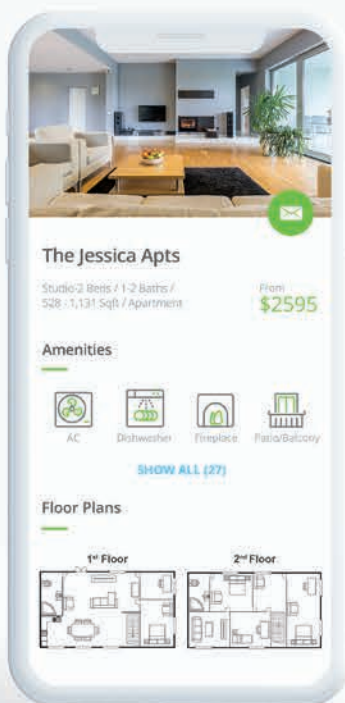 The Jessica Apts
Studio-2 Beds / 1-2 Baths /
528 - 1,131 Sqft / Apartment
From
$2595
Amenities
AC
Dishwasher
Fireplace
Patio/Balcony
SHOW ALL (27)
Floor Plans
1st Floor
2nd Floor